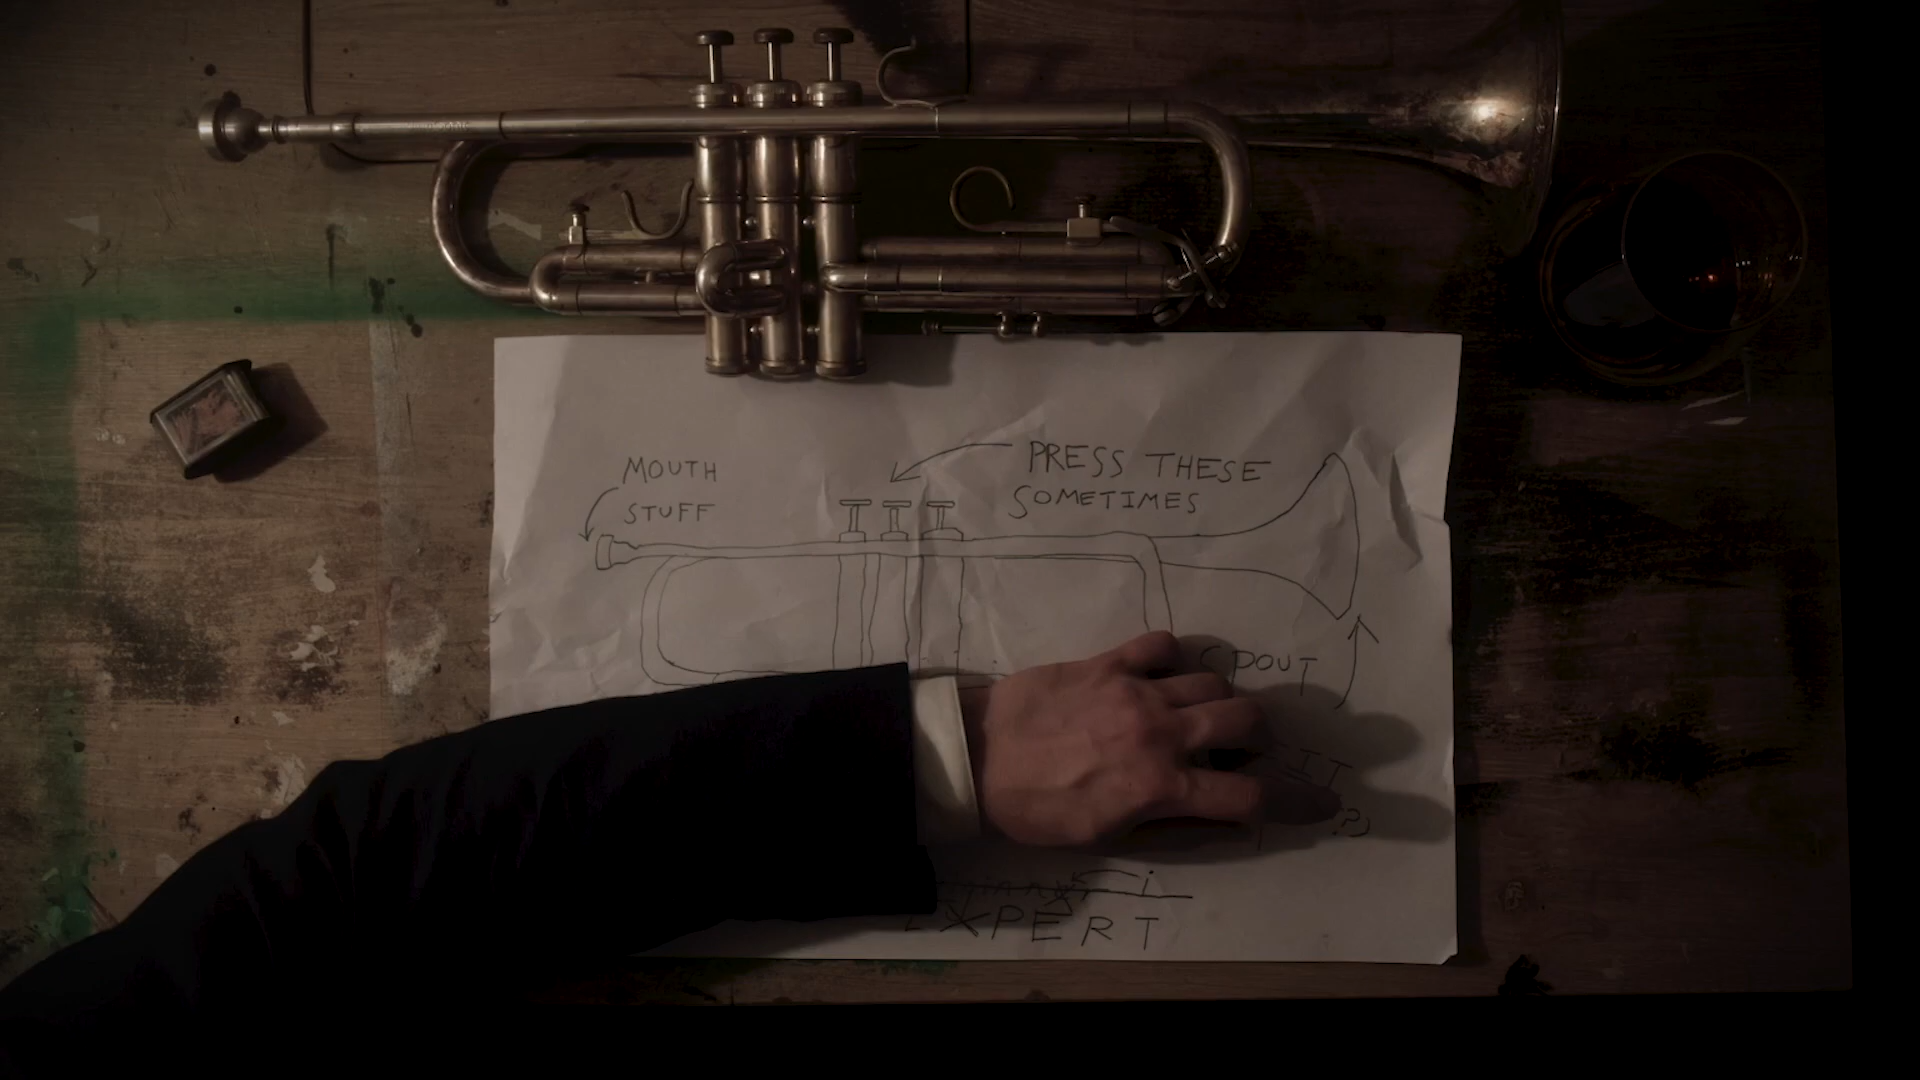 MOUTH
STUFF
PRESS THESE
SOMETIMES
SPOUT
EXPERT